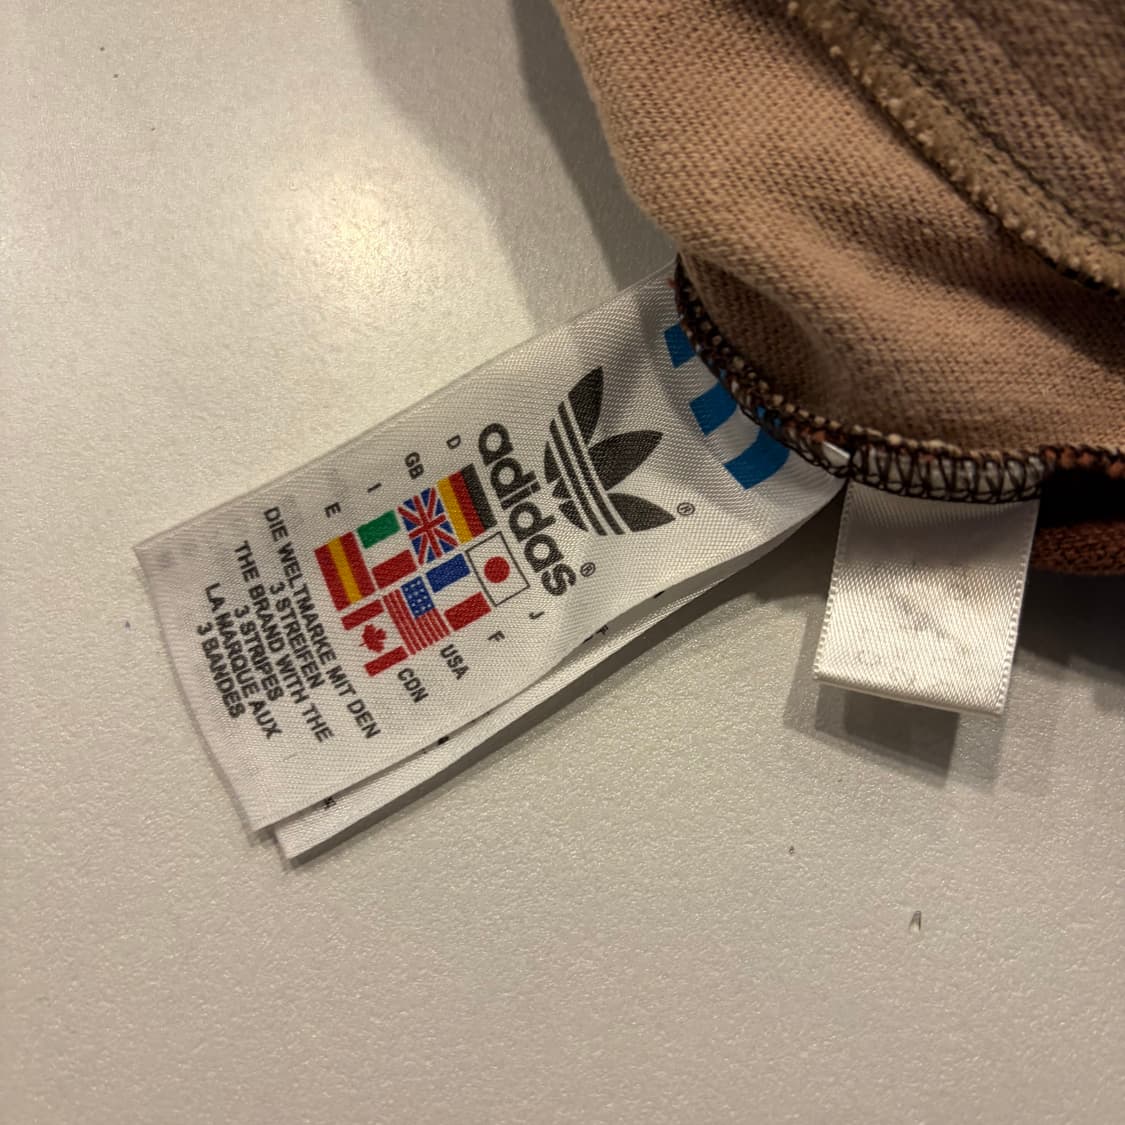 ®
adidas®
D
J
GB
F
I
USA
E
CDN
DIE WELTMARKE MIT DEN
3 STREIFEN
THE BRAND WITH THE
3 STRIPES
LA MARQUE AUX
3 BANDES